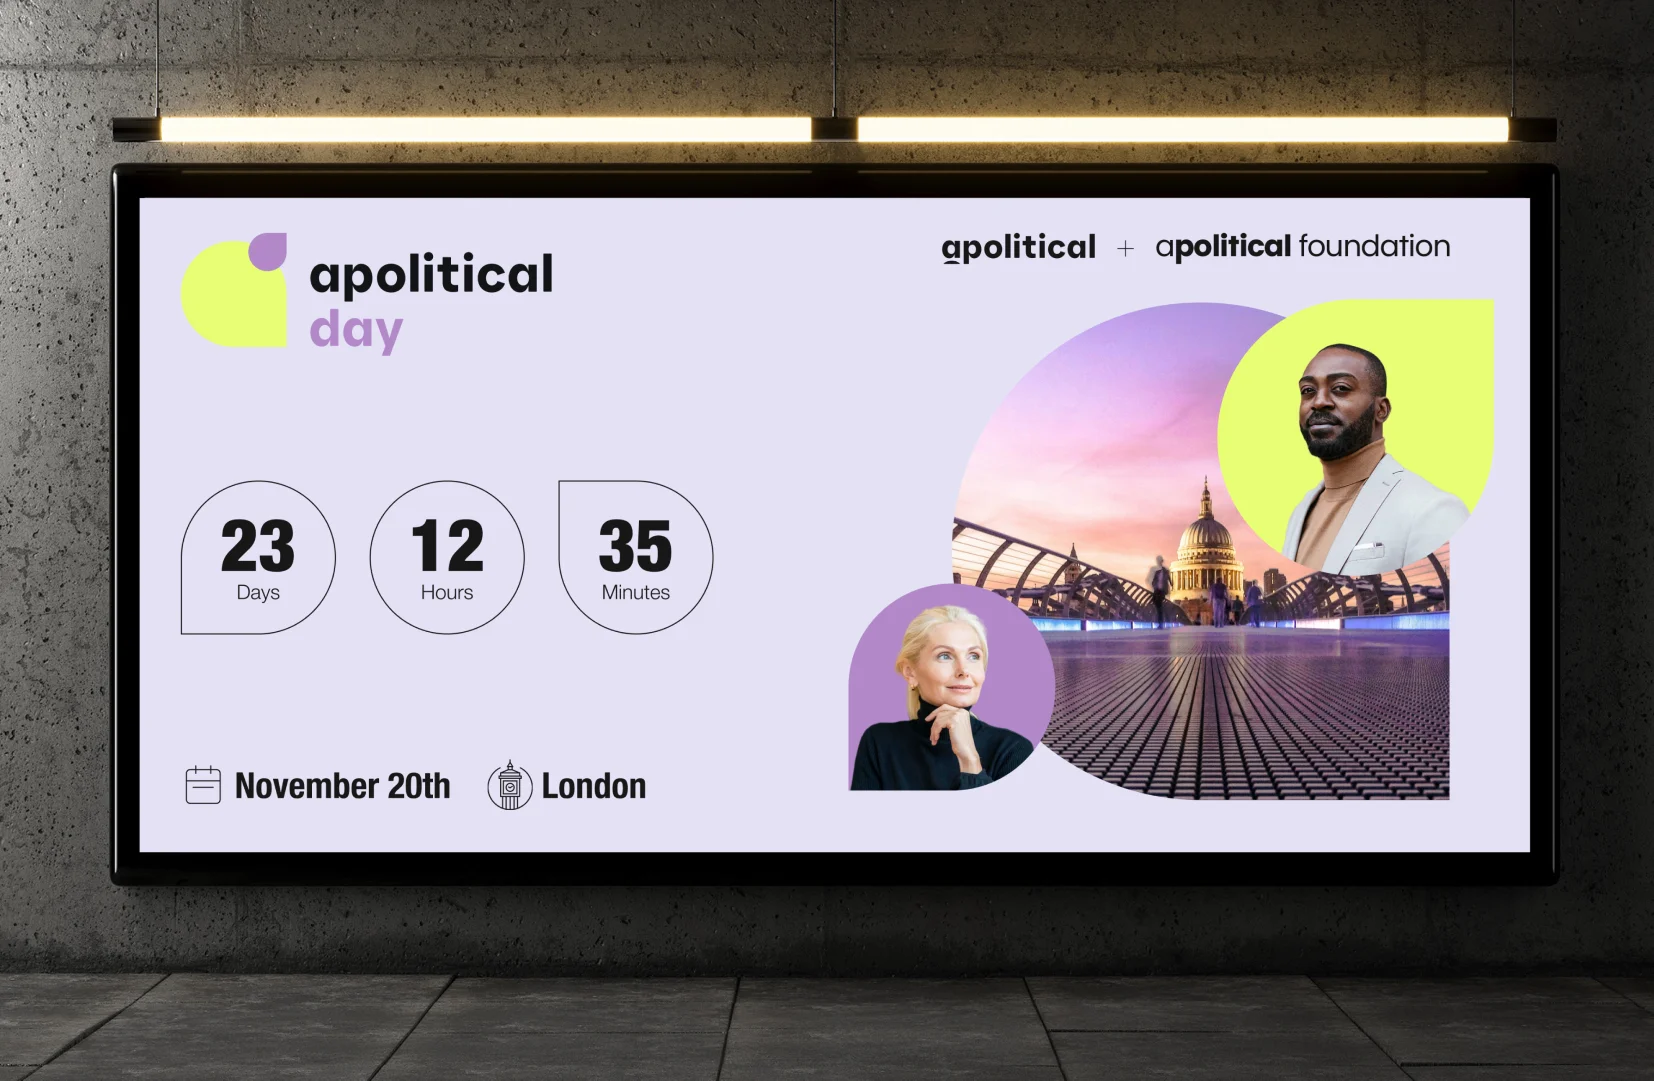 apolitical
day
apolitical + apolitical foundation
23
Days
12
Hours
35
Minutes
November 20th
London